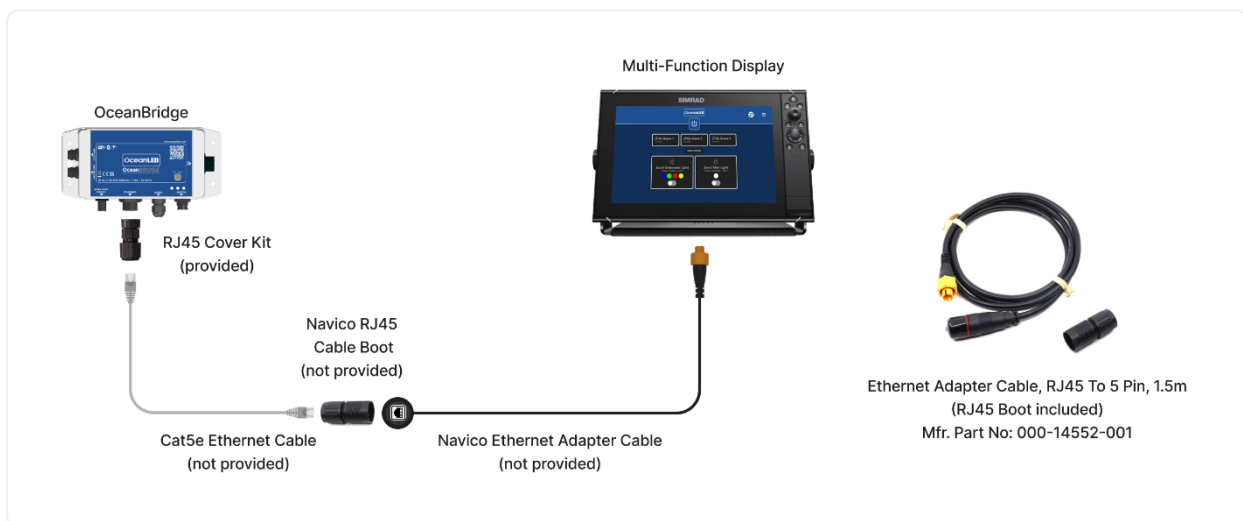 Multi-Function Display
OceanBridge
SIMRAD
OceanLED
OceanLED
OceanBridge
RJ45 Cover Kit
(provided)
Navico RJ45
Cable Boot
(not provided)
Cat5e Ethernet Cable
(not provided)
Navico Ethernet Adapter Cable
(not provided)
Ethernet Adapter Cable, RJ45 To 5 Pin, 1.5m
(RJ45 Boot included)
Mfr. Part No: 000-14552-001